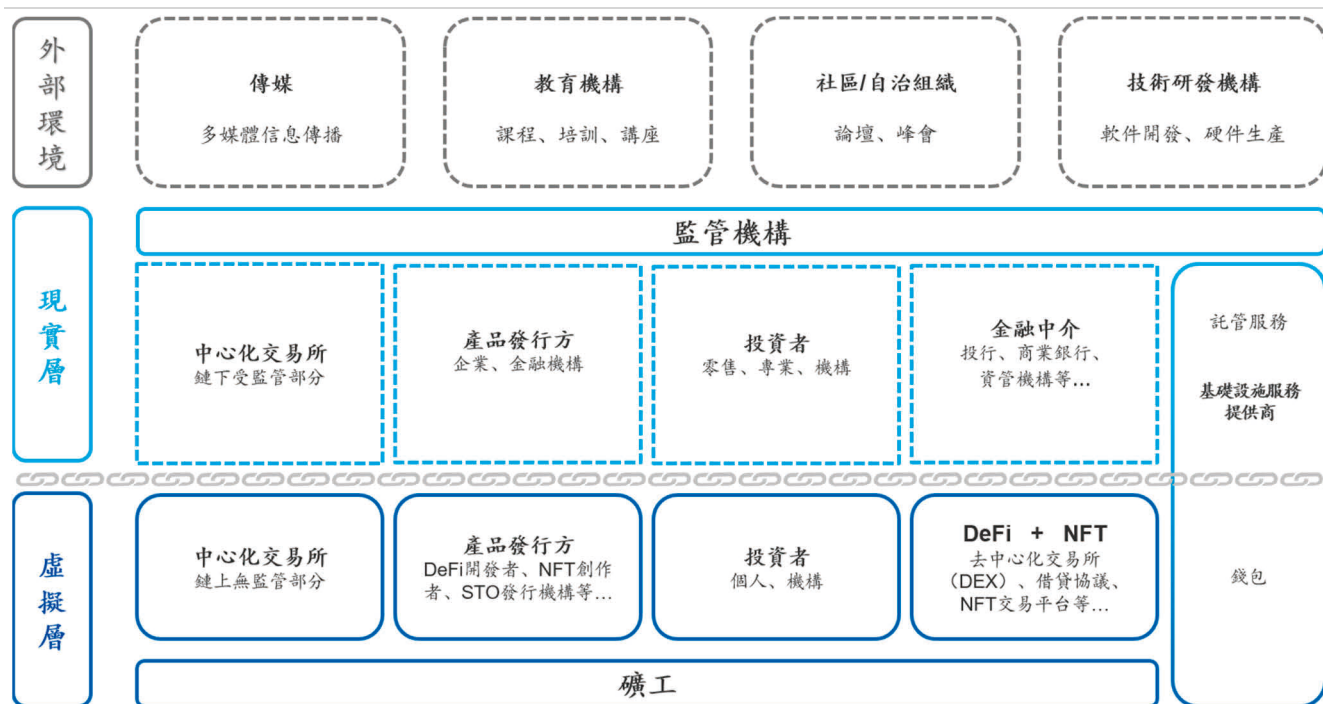 外部環境
傳媒
多媒體信息傳播
教育機構
課程、培訓、講座
社區/自治組織
論壇、峰會
技術研發機構
軟件開發、硬件生產
現實層
監管機構
中心化交易所
鏈下受監管部分
產品發行方
企業、金融機構
投資者
零售、專業、機構
金融中介
投行、商業銀行、
資管機構等...
託管服務
基礎設施服務
提供商
虛擬層
中心化交易所
鏈上無監管部分
產品發行方
DeFi開發者、NFT創作
者、STO發行機構等...
投資者
個人、機構
DeFi + NFT
去中心化交易所
（DEX）、借貸協議、
NFT交易平台等...
錢包
礦工